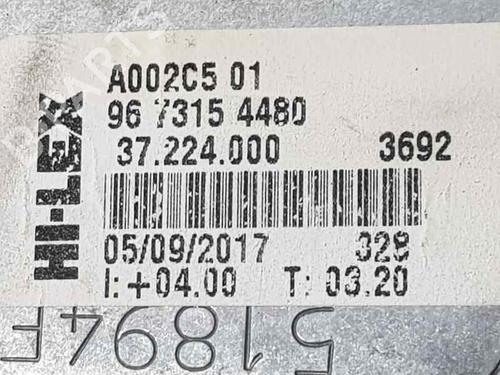 HI-LEX
A002C5 01
96 7315 4480
37.224.000 3692
05/09/2017 328
I:+04.00 T: 03.20
51894F